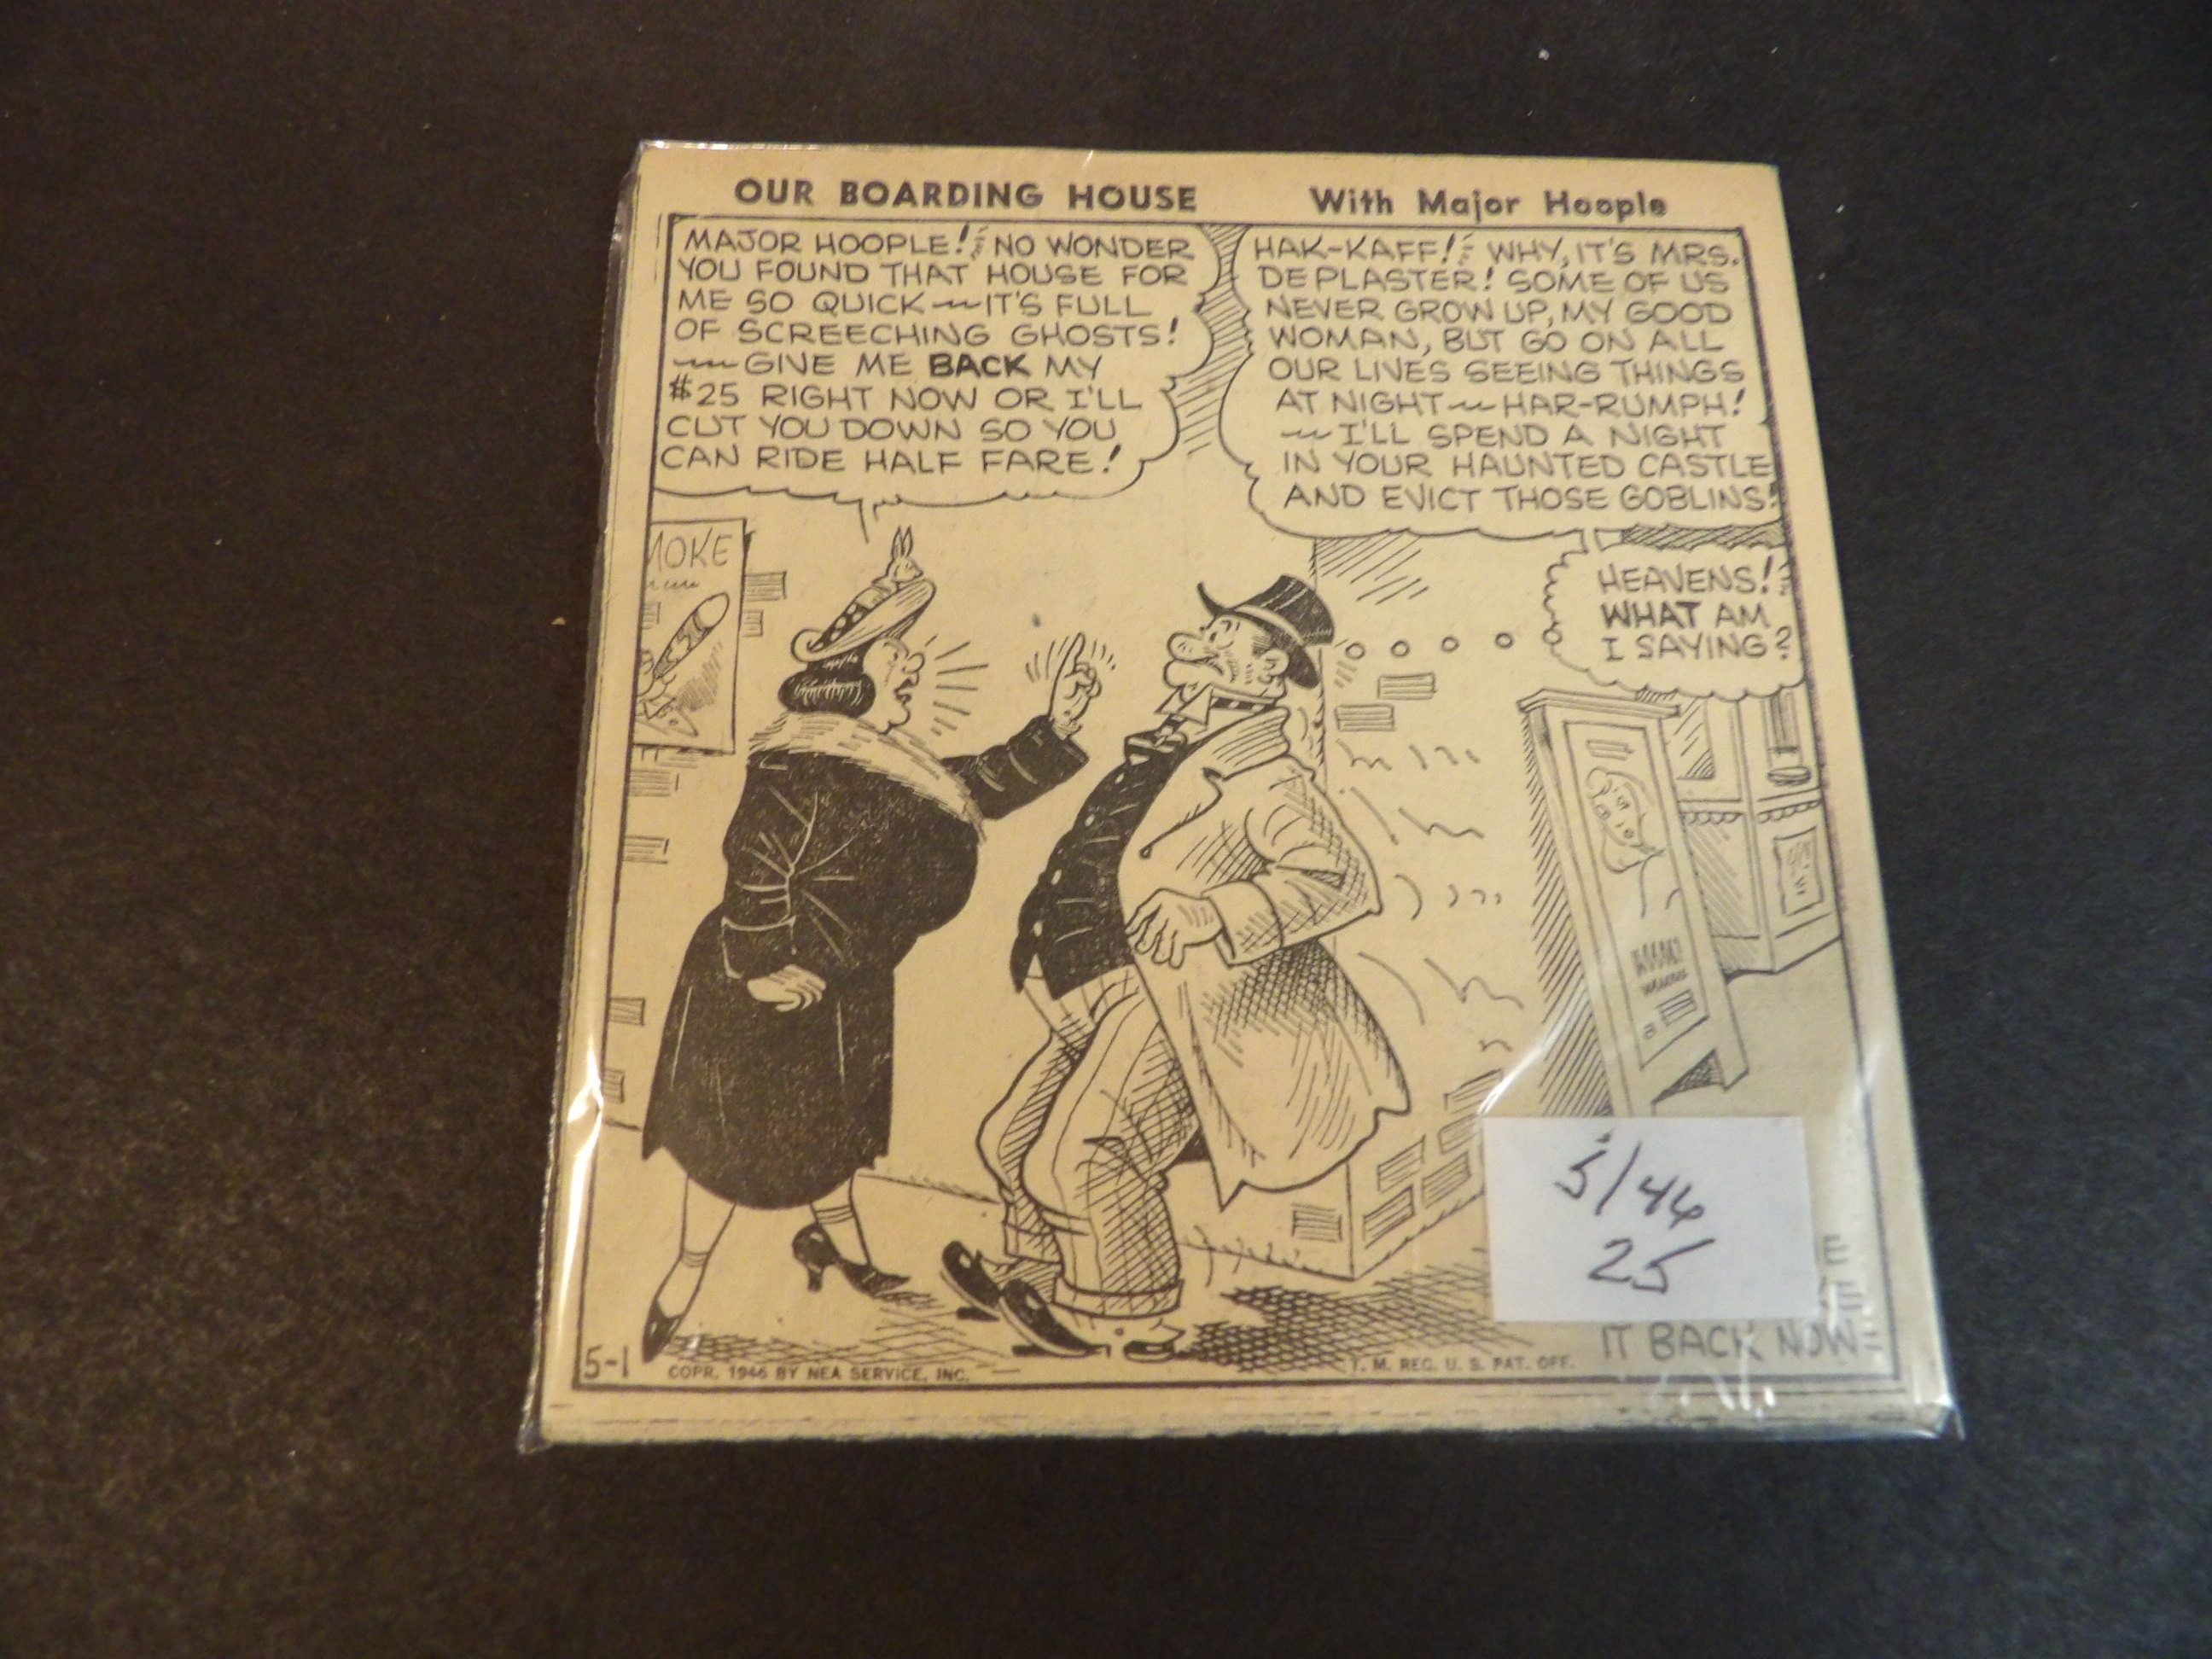 OUR BOARDING HOUSE With Major Hoople
MAJOR HOOPLE! NO WONDER
YOU FOUND THAT HOUSE FOR
ME SO QUICK~IT'S FULL
OF SCREECHING GHOSTS!
~GIVE ME BACK MY
$25 RIGHT NOW OR I'LL
CUT YOU DOWN SO YOU
CAN RIDE HALF FARE!
HAK-KAFF! WHY, IT'S MRS.
DEPLASTER! SOME OF US
NEVER GROW UP, MY GOOD
WOMAN, BUT GO ON ALL
OUR LIVES SEEING THINGS
AT NIGHT~HAR-RUMPH!
~I'LL SPEND A NIGHT
IN YOUR HAUNTED CASTLE
AND EVICT THOSE GOBLINS!
HEAVENS!
WHAT AM
I SAYING?
MOKE
5/46
25
E
E
IT BACK NOW=
5-1 COPR. 1946 BY NEA SERVICE, INC. T. M. REG. U. S. PAT. OFF.